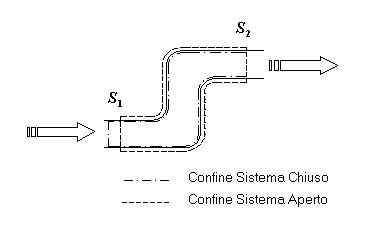 S2
S1
Confine Sistema Chiuso
Confine Sistema Aperto